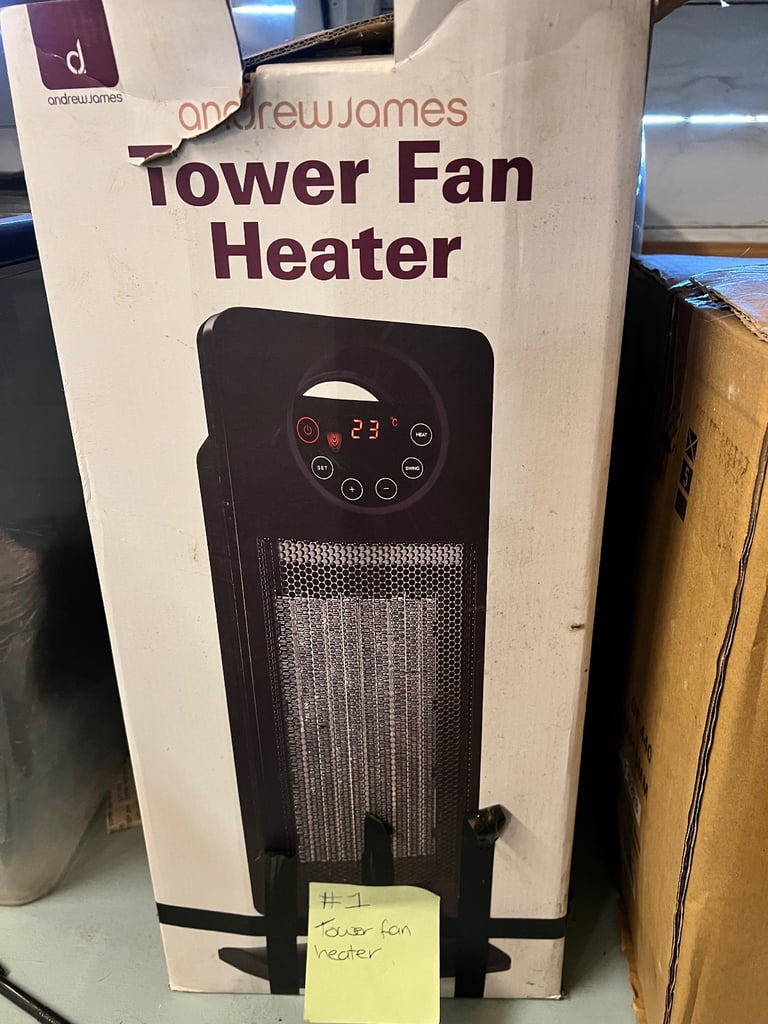 andrewjames
andrewjames
Tower Fan
Heater
23 °C
HEAT
SET
SWING
+
-
#1
Tower fan
heater